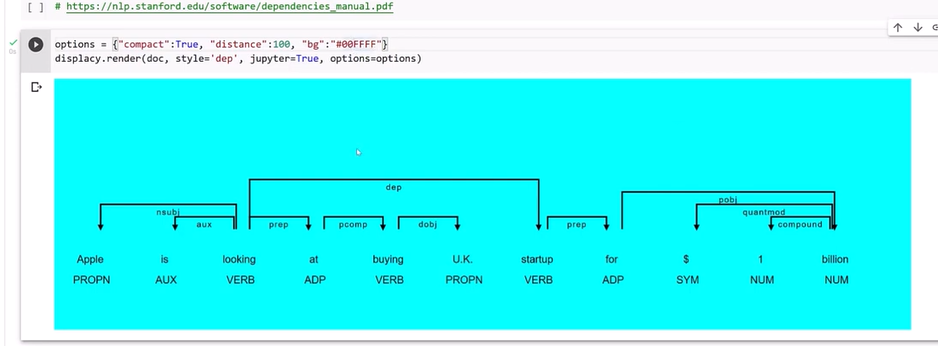 [ ] # https://nlp.stanford.edu/software/dependencies_manual.pdf
options = {"compact":True, "distance":100, "bg":"#00FFFF"}
displacy.render(doc, style='dep', jupyter=True, options=options)
dep
nsubj
pobj
quantmod
aux prep pcomp dobj prep compound
Apple is looking at buying U.K. startup for $ 1 billion
PROPN AUX VERB ADP VERB PROPN VERB ADP SYM NUM NUM